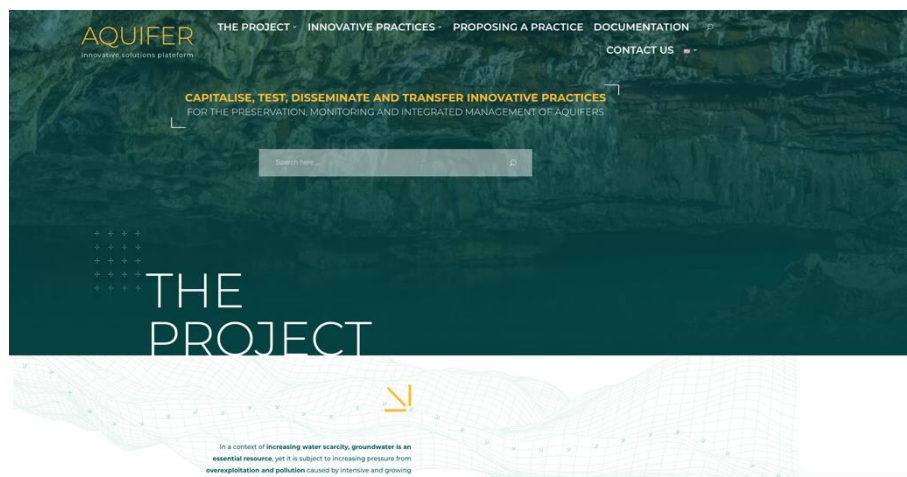 AQUIFER
innovative solutions plateform
THE PROJECT
INNOVATIVE PRACTICES
PROPOSING A PRACTICE
DOCUMENTATION
CONTACT US
CAPITALISE, TEST, DISSEMINATE AND TRANSFER INNOVATIVE PRACTICES
FOR THE PRESERVATION, MONITORING AND INTEGRATED MANAGEMENT OF AQUIFERS
Search here...
THE
PROJECT
In a context of increasing water scarcity, groundwater is an
essential resource, yet it is subject to increasing pressure from
overexploitation and pollution caused by intensive and growing